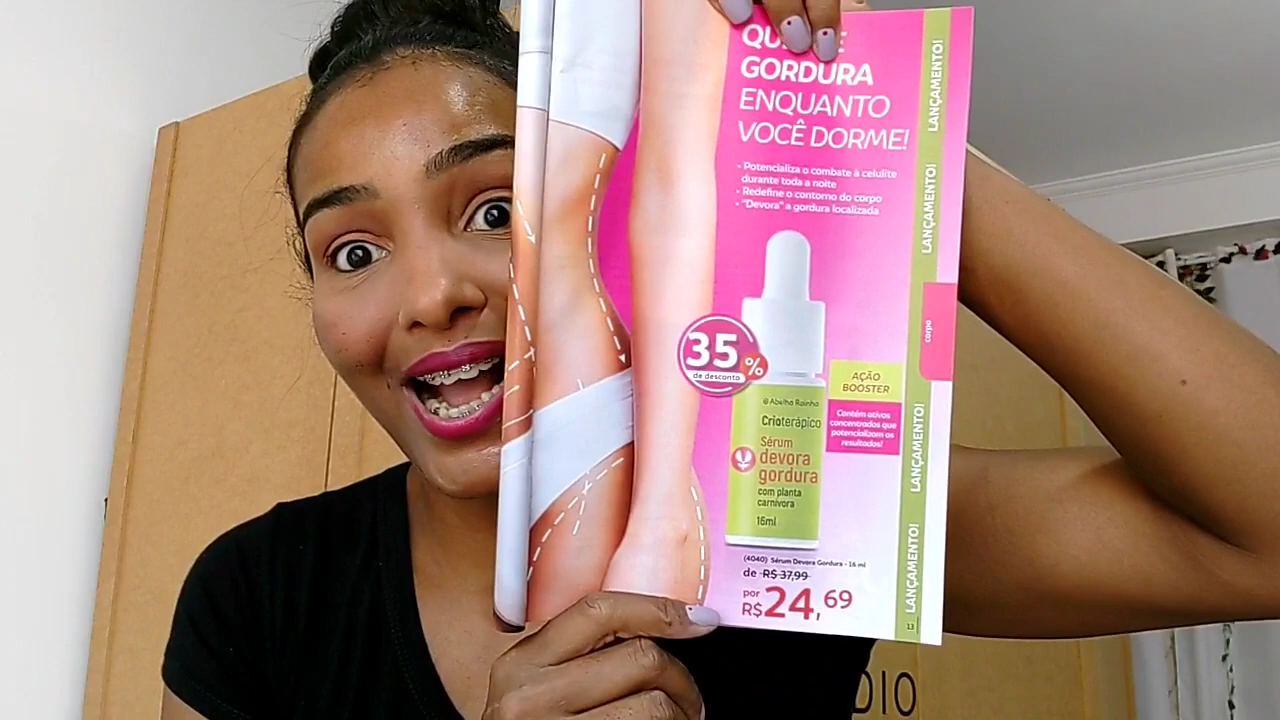 GORDURA
ENQUANTO
VOCÊ DORME!
• Potencializa o combate à celulite
durante toda a noite
• Redefine o contorno do corpo
• "Devora" a gordura localizada
35%
de desconto
Abelha Rainha
Crioterápico
Sérum
devora
gordura
com planta
carnívora
16ml
AÇÃO
BOOSTER
Contém ativos
concentrados que
potencializam os
resultados!
(4040) Sérum Devora Gordura - 16 ml
de R$ 37,99
por
R$ 24,69
LANÇAMENTO!
LANÇAMENTO!
corpo
LANÇAMENTO!
LANÇAMENTO!
13
DIO